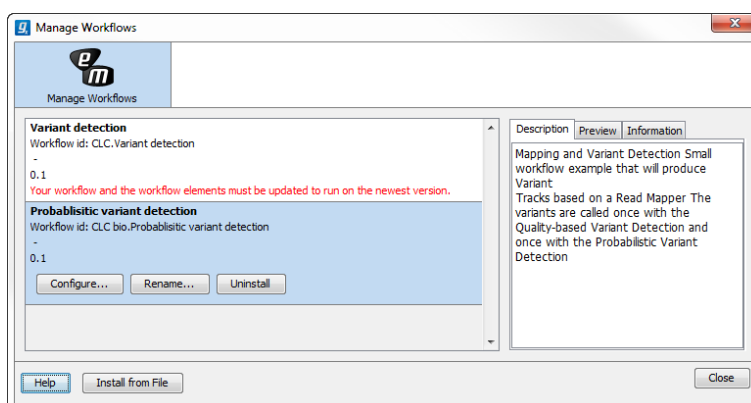 Manage Workflows
x
em
Manage Workflows
Variant detection
Workflow id: CLC.Variant detection
-
0.1
Your workflow and the workflow elements must be updated to run on the newest version.
Probablisitic variant detection
Workflow id: CLC bio.Probablisitic variant detection
-
0.1
Configure...
Rename...
Uninstall
Description
Preview
Information
Mapping and Variant Detection Small
workflow example that will produce
Variant
Tracks based on a Read Mapper The
variants are called once with the
Quality-based Variant Detection and
once with the Probabilistic Variant
Detection
Help
Install from File
Close